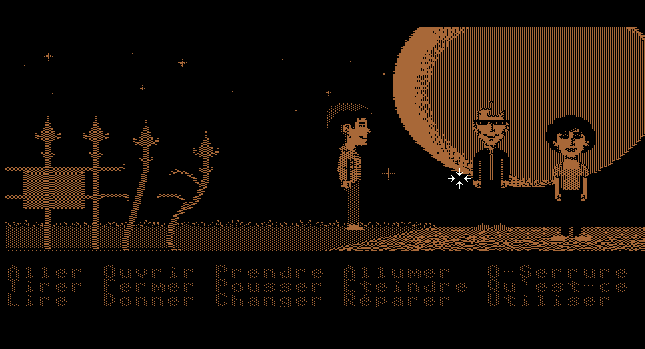 Aller Ouvrir Prendre Allumer O-Serrure
Tirer Fermer Pousser Eteindre Qu'est-ce
Lire Donner Changer Réparer Utiliser